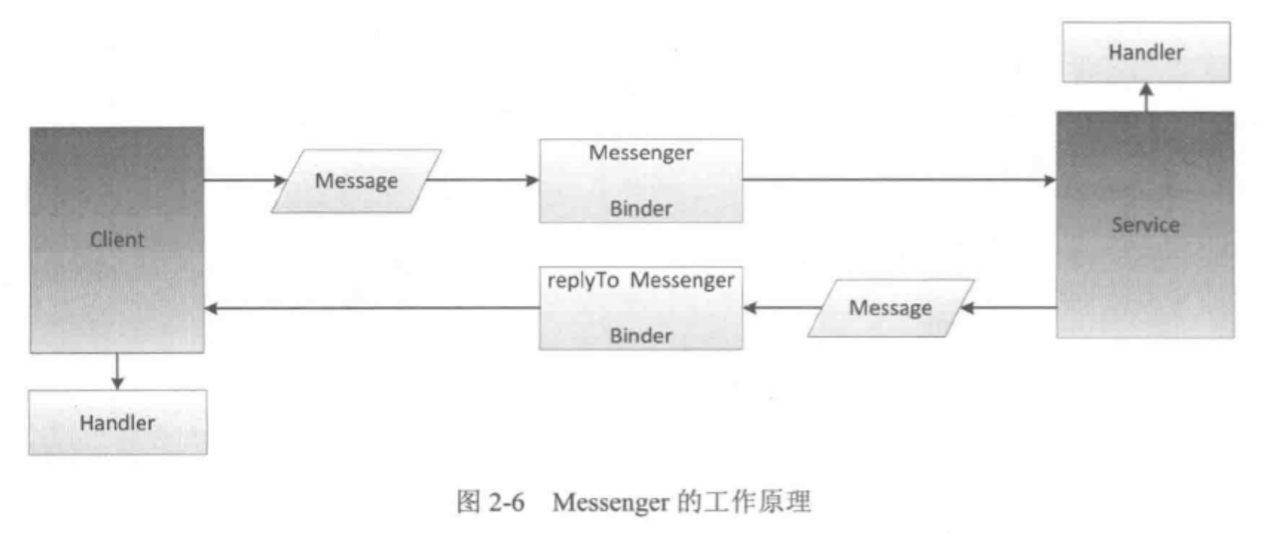 Handler
Message
Messenger
Binder
Client
Service
replyTo Messenger
Binder
Message
Handler
图 2-6 Messenger 的工作原理